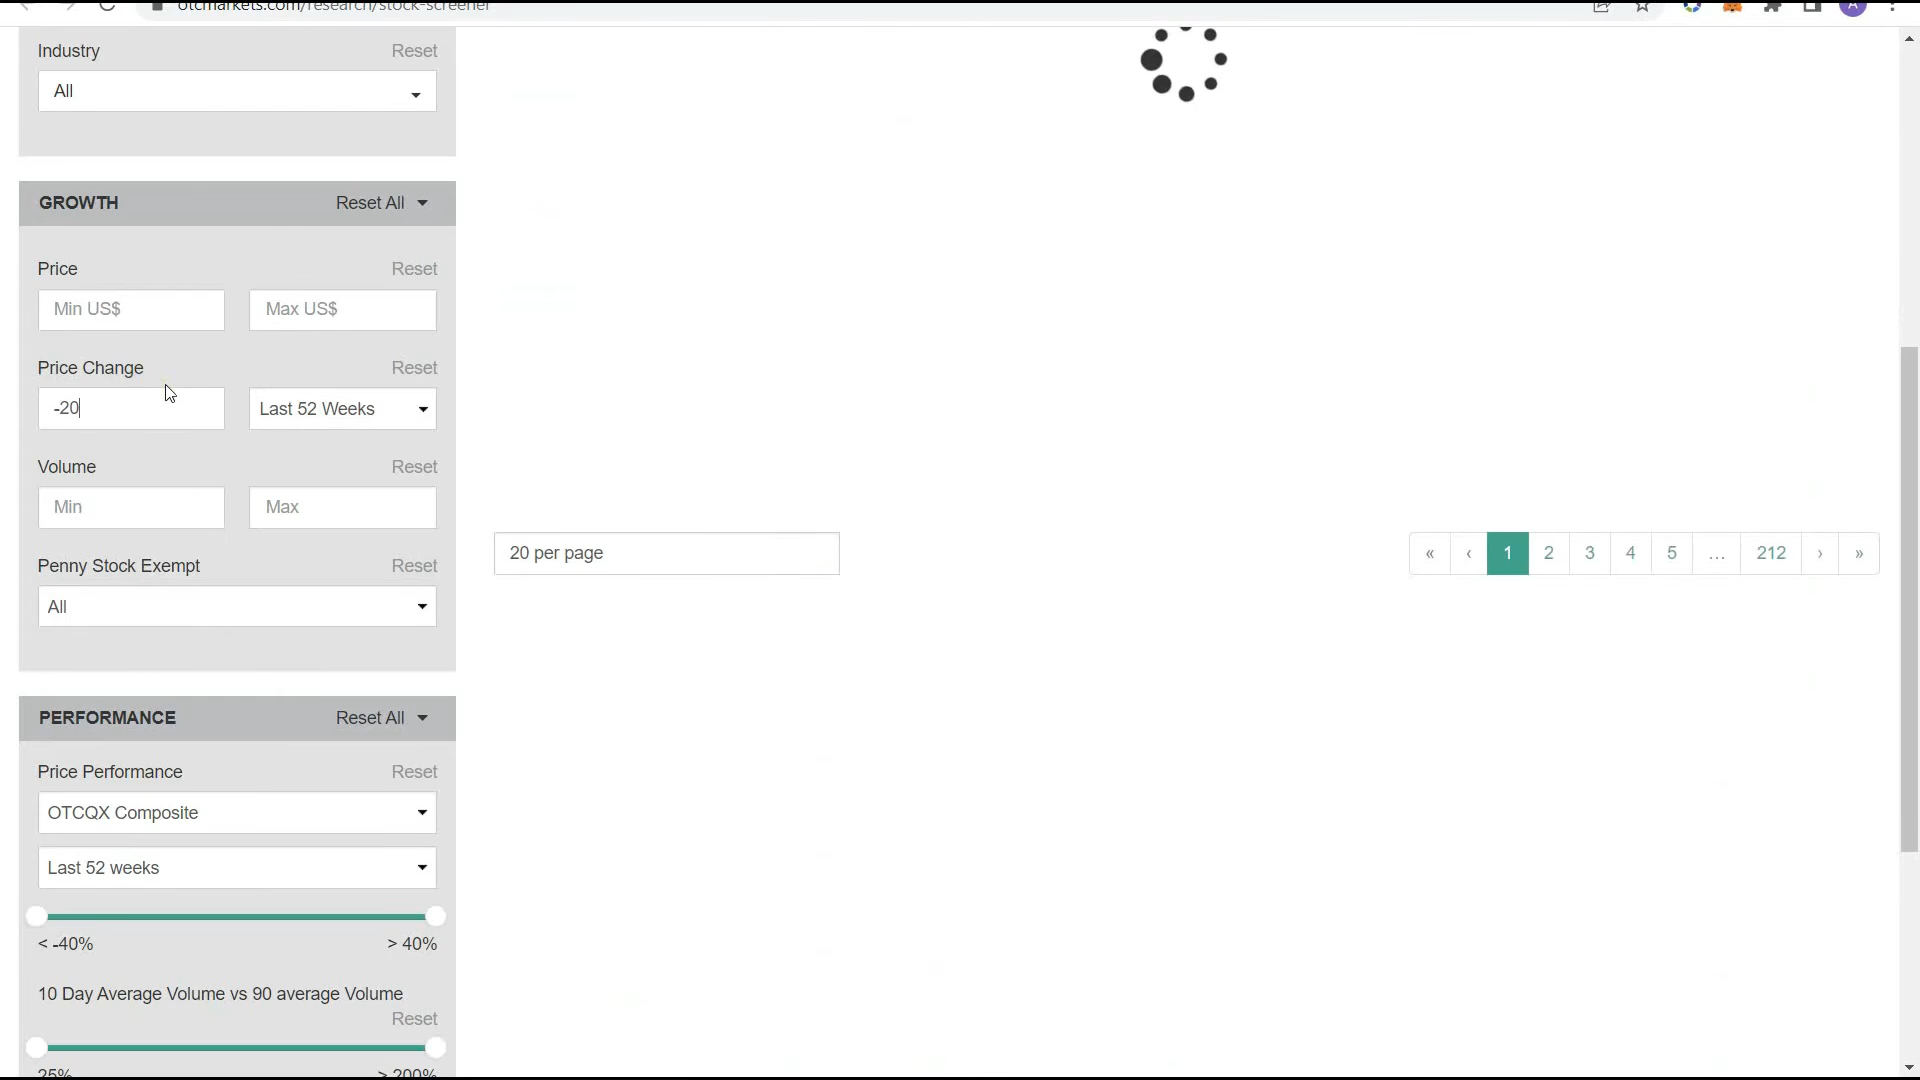 otcmarkets.com/research/stock-screener
A
Industry Reset
All
GROWTH Reset All
Price Reset
Min US$ Max US$
Price Change Reset
-20 Last 52 Weeks
Volume Reset
Min Max
Penny Stock Exempt Reset
All
20 per page « ‹ 1 2 3 4 5 … 212 › »
PERFORMANCE Reset All
Price Performance Reset
OTCQX Composite
Last 52 weeks
< -40% > 40%
10 Day Average Volume vs 90 average Volume
Reset
25% > 200%